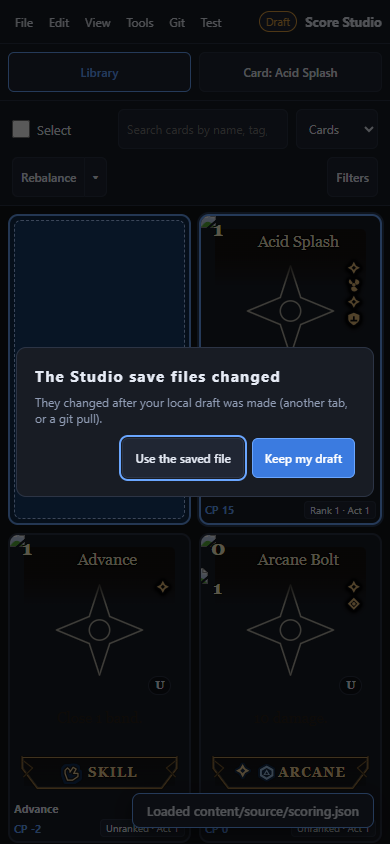 File Edit View Tools Git Test Draft Score Studio
Library Card: Acid Splash
Select Search cards by name, tag, Cards
Rebalance Filters
1 Acid Splash
The Studio save files changed
They changed after your local draft was made (another tab,
or a git pull).
Use the saved file Keep my draft
CP 15 Rank 1 · Act 1
1 Advance 0 Arcane Bolt
1
U U
SKILL ARCANE
Advance
Loaded content/source/scoring.json
CP -2 Unranked · Act 1 CP 0 Unranked · Act 1